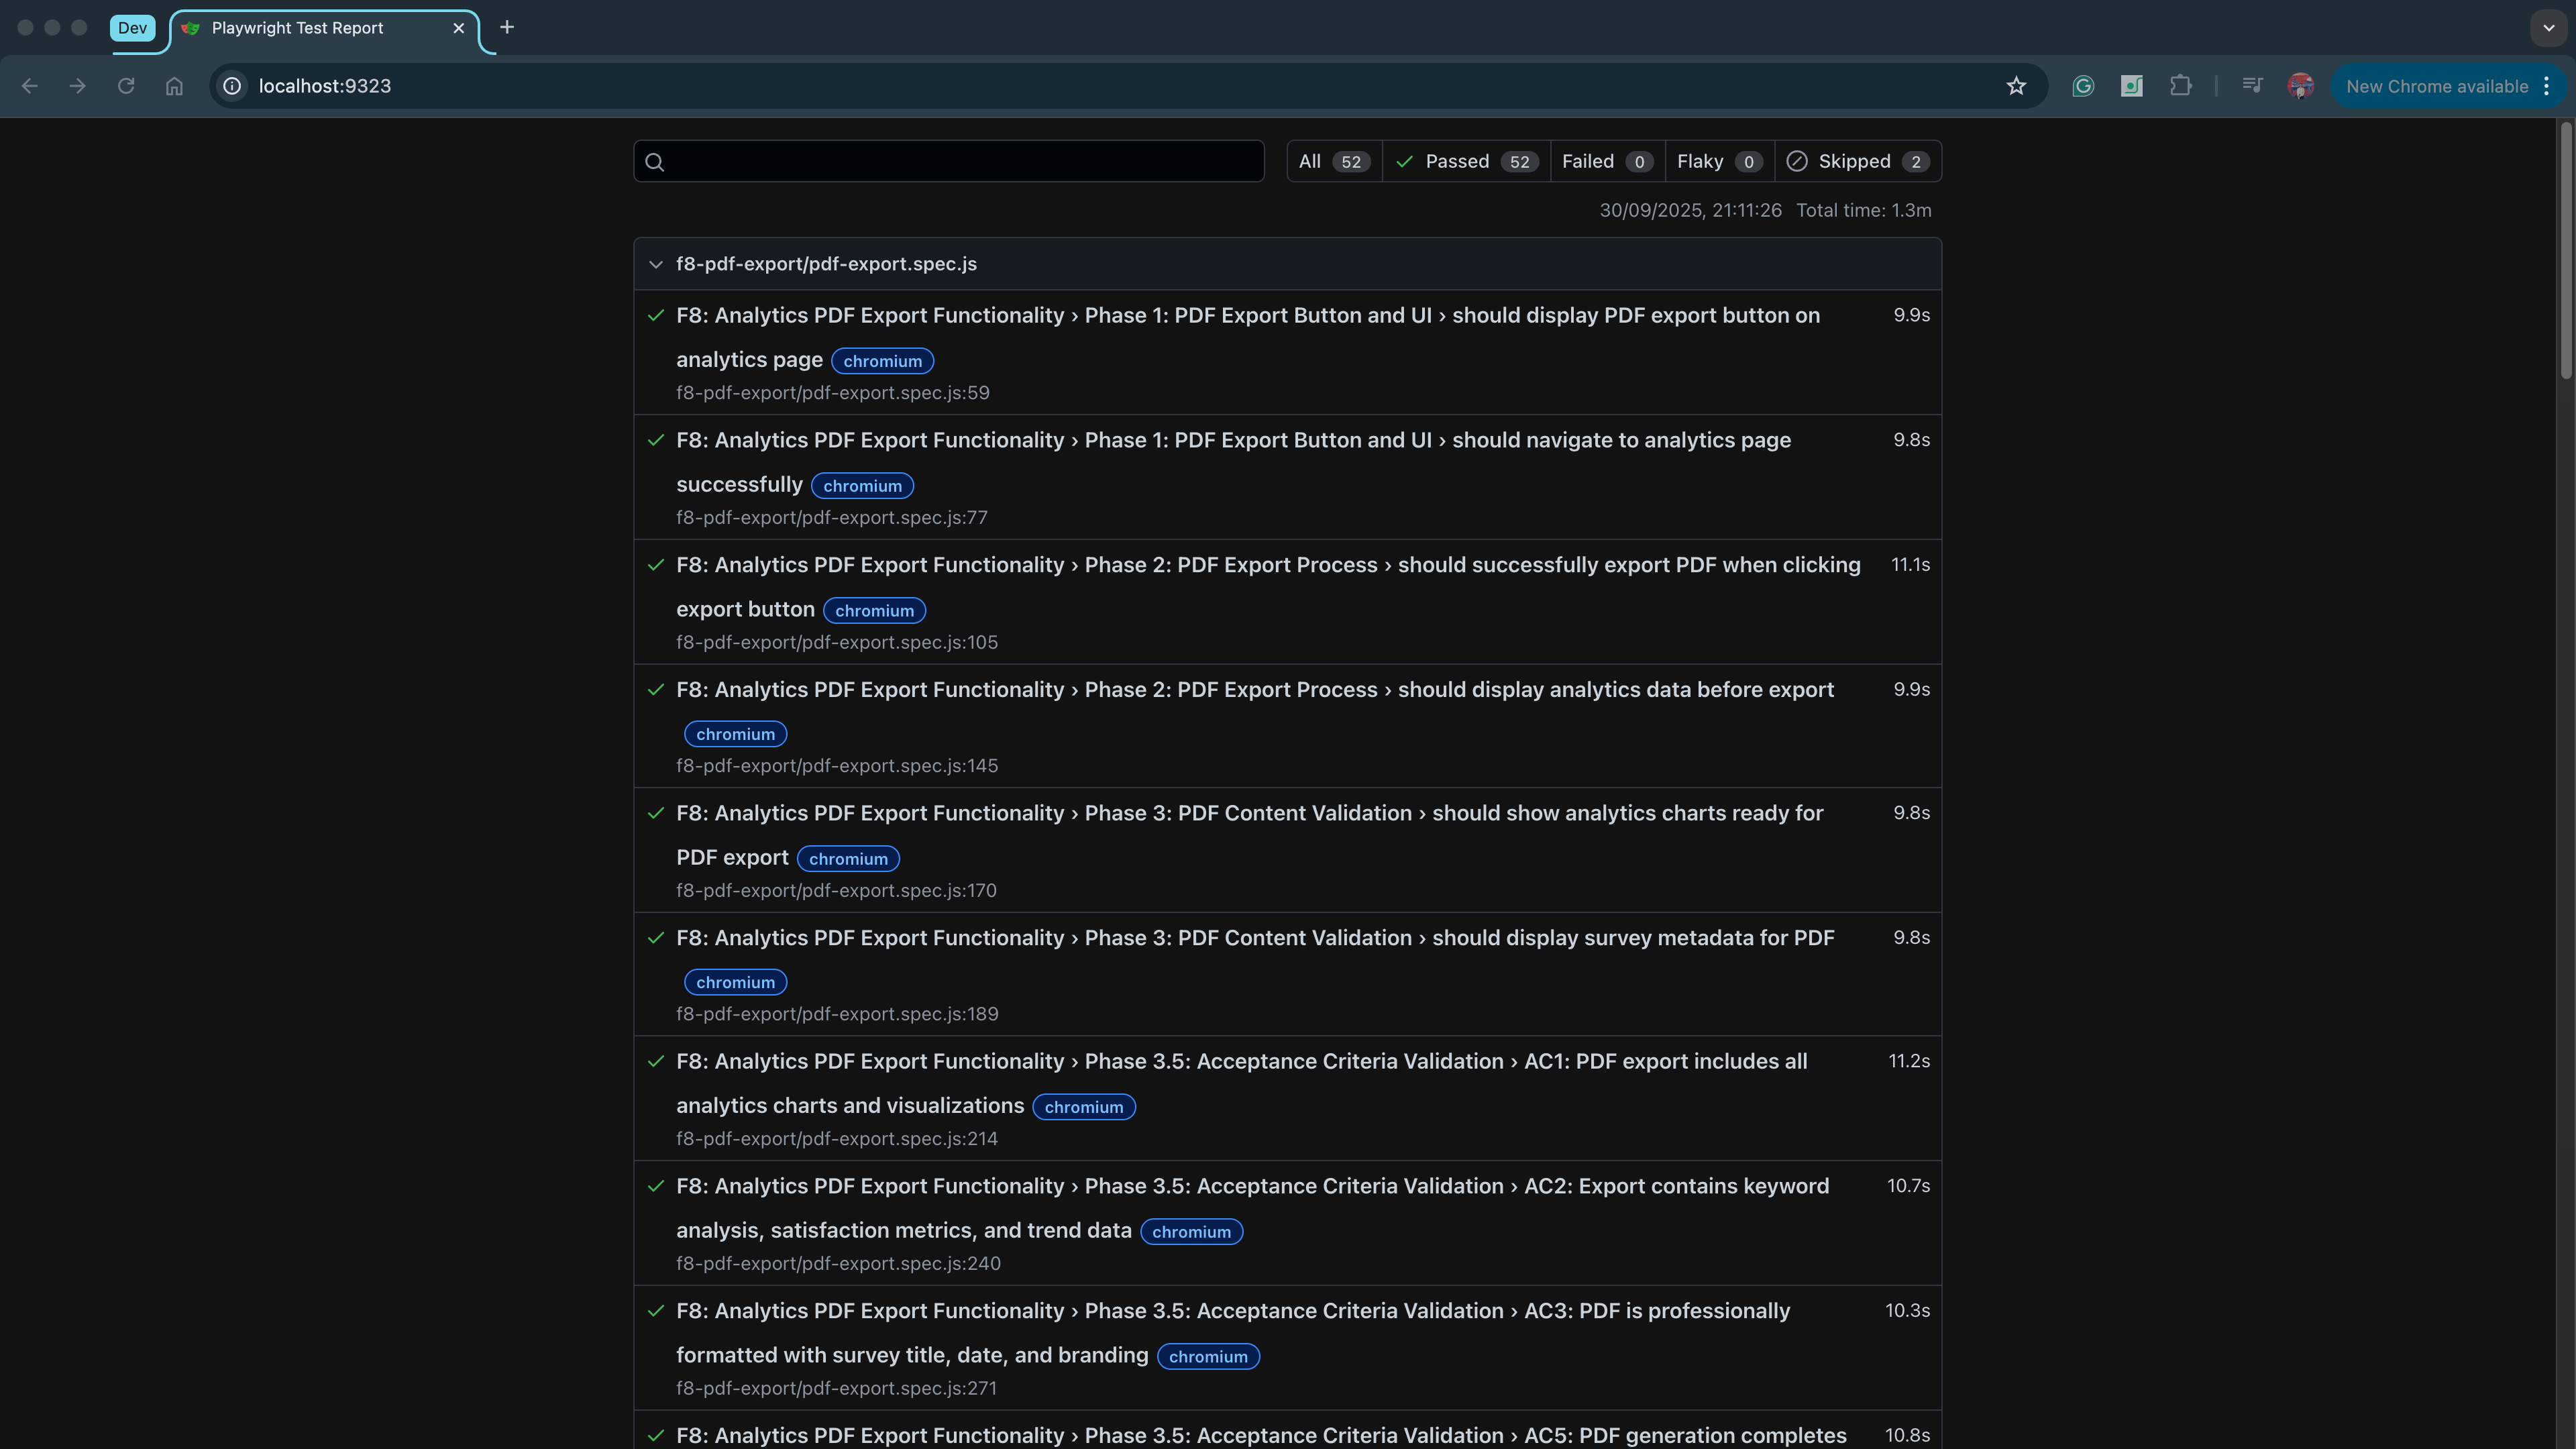 Dev
Playwright Test Report
localhost:9323
New Chrome available
All 52
Passed 52
Failed 0
Flaky 0
Skipped 2
30/09/2025, 21:11:26 Total time: 1.3m
f8-pdf-export/pdf-export.spec.js
F8: Analytics PDF Export Functionality › Phase 1: PDF Export Button and UI › should display PDF export button on 9.9s
analytics page chromium
f8-pdf-export/pdf-export.spec.js:59
F8: Analytics PDF Export Functionality › Phase 1: PDF Export Button and UI › should navigate to analytics page 9.8s
successfully chromium
f8-pdf-export/pdf-export.spec.js:77
F8: Analytics PDF Export Functionality › Phase 2: PDF Export Process › should successfully export PDF when clicking 11.1s
export button chromium
f8-pdf-export/pdf-export.spec.js:105
F8: Analytics PDF Export Functionality › Phase 2: PDF Export Process › should display analytics data before export 9.9s
chromium
f8-pdf-export/pdf-export.spec.js:145
F8: Analytics PDF Export Functionality › Phase 3: PDF Content Validation › should show analytics charts ready for 9.8s
PDF export chromium
f8-pdf-export/pdf-export.spec.js:170
F8: Analytics PDF Export Functionality › Phase 3: PDF Content Validation › should display survey metadata for PDF 9.8s
chromium
f8-pdf-export/pdf-export.spec.js:189
F8: Analytics PDF Export Functionality › Phase 3.5: Acceptance Criteria Validation › AC1: PDF export includes all 11.2s
analytics charts and visualizations chromium
f8-pdf-export/pdf-export.spec.js:214
F8: Analytics PDF Export Functionality › Phase 3.5: Acceptance Criteria Validation › AC2: Export contains keyword 10.7s
analysis, satisfaction metrics, and trend data chromium
f8-pdf-export/pdf-export.spec.js:240
F8: Analytics PDF Export Functionality › Phase 3.5: Acceptance Criteria Validation › AC3: PDF is professionally 10.3s
formatted with survey title, date, and branding chromium
f8-pdf-export/pdf-export.spec.js:271
F8: Analytics PDF Export Functionality › Phase 3.5: Acceptance Criteria Validation › AC5: PDF generation completes 10.8s